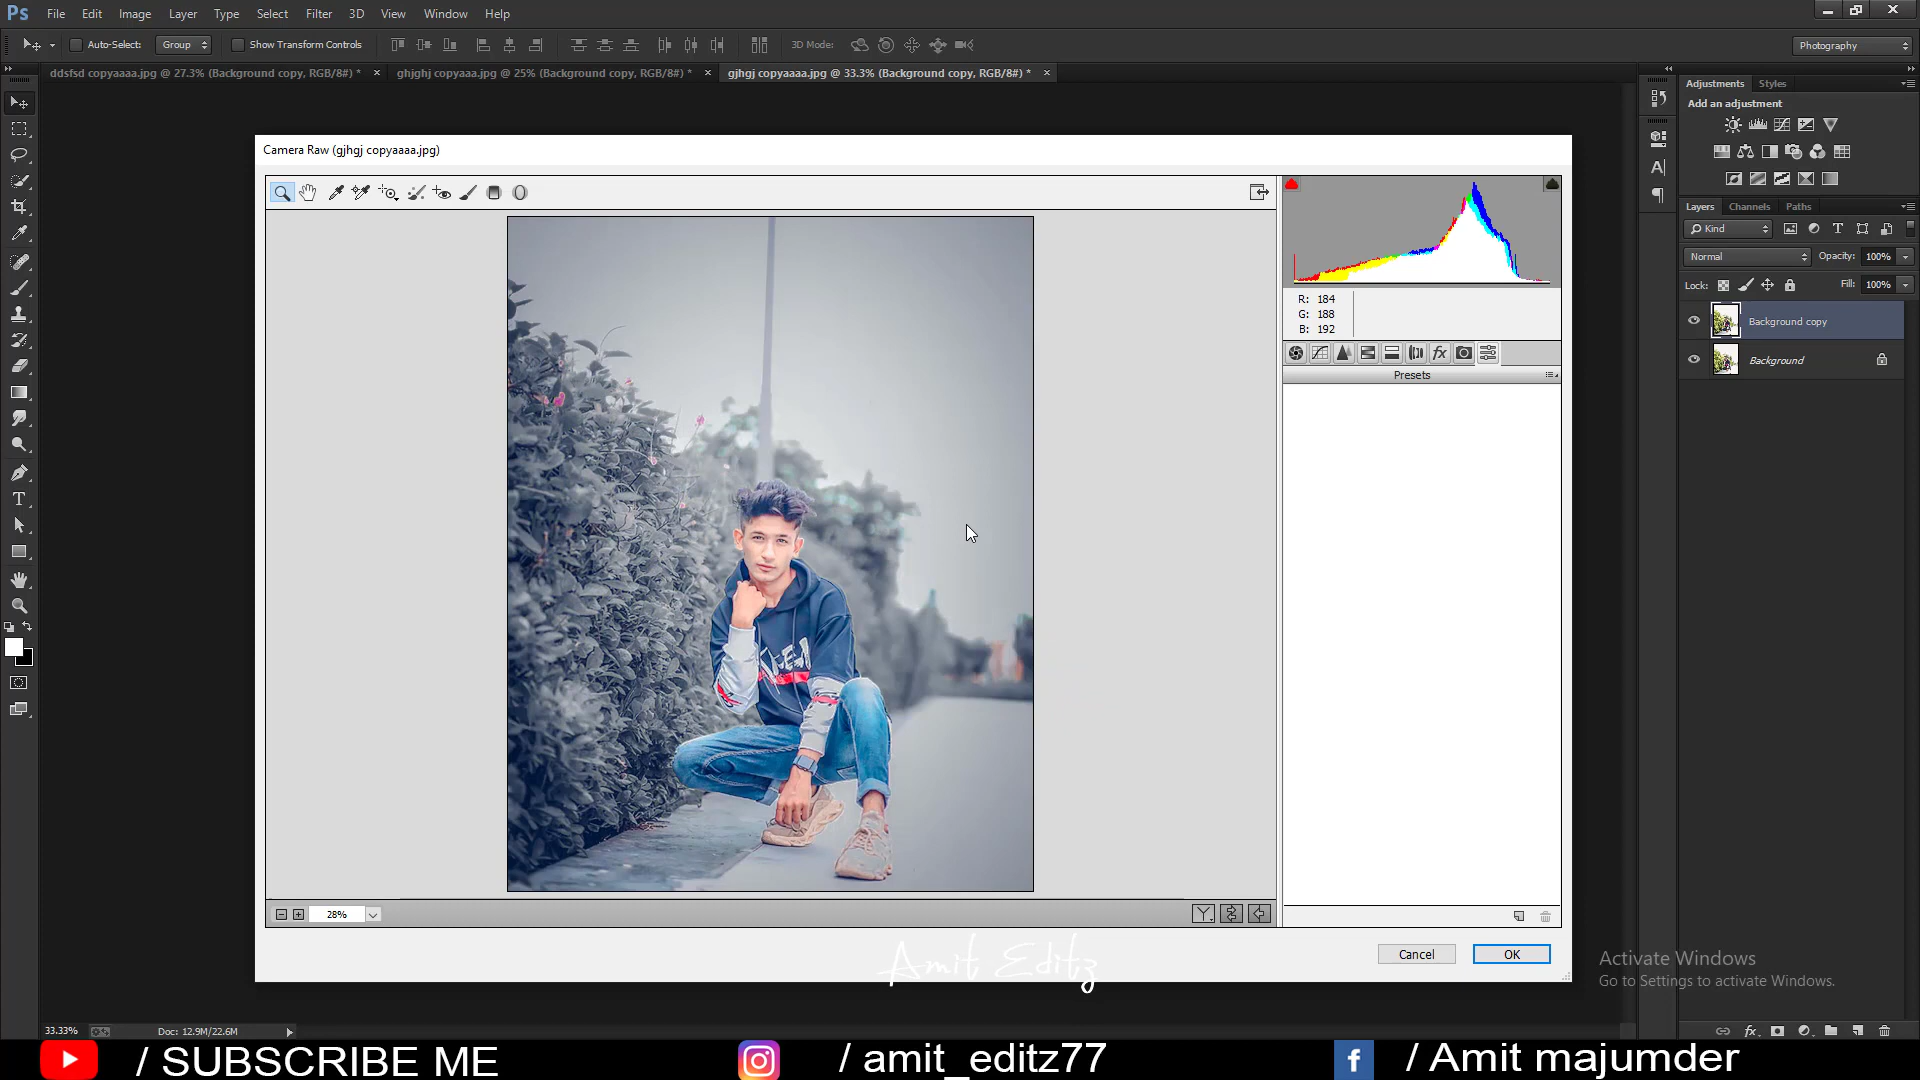 Ps File Edit Image Layer Type Select Filter 3D View Window Help
Auto-Select: Group Show Transform Controls 3D Mode: Photography
ddsfsd copyaaaa.jpg @ 27.3% (Background copy, RGB/8#) * × ghjghj copyaaa.jpg @ 25% (Background copy, RGB/8#) * × gjhgj copyaaaa.jpg @ 33.3% (Background copy, RGB/8#) * ×
Adjustments Styles
Add an adjustment
Camera Raw (gjhgj copyaaaa.jpg)
Layers Channels Paths
Kind
Normal Opacity: 100%
Lock: Fill: 100%
R: 184
G: 188
B: 192
Background copy
Background
Presets
28%
Cancel OK
Amit Editz
Activate Windows
Go to Settings to activate Windows.
33.33% Doc: 12.9M/22.6M
/ SUBSCRIBE ME / amit_editz77 / Amit majumder